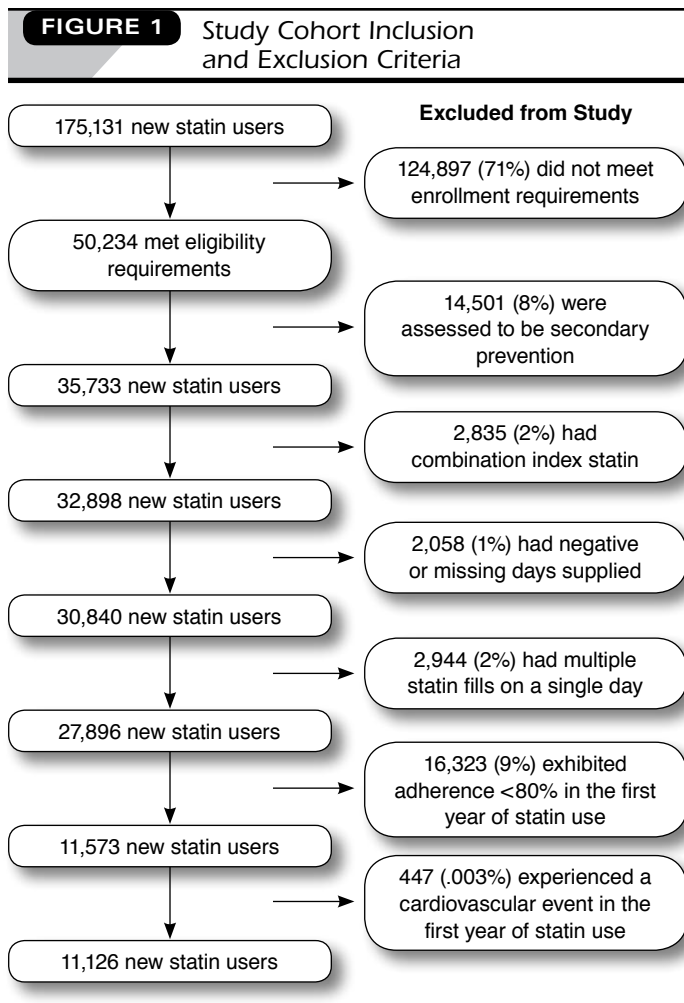 FIGURE 1
Study Cohort Inclusion
and Exclusion Criteria
175,131 new statin users
Excluded from Study
124,897 (71%) did not meet
enrollment requirements
50,234 met eligibility
requirements
14,501 (8%) were
assessed to be secondary
prevention
35,733 new statin users
2,835 (2%) had
combination index statin
32,898 new statin users
2,058 (1%) had negative
or missing days supplied
30,840 new statin users
2,944 (2%) had multiple
statin fills on a single day
27,896 new statin users
16,323 (9%) exhibited
adherence <80% in the first
year of statin use
11,573 new statin users
447 (.003%) experienced a
cardiovascular event in the
first year of statin use
11,126 new statin users